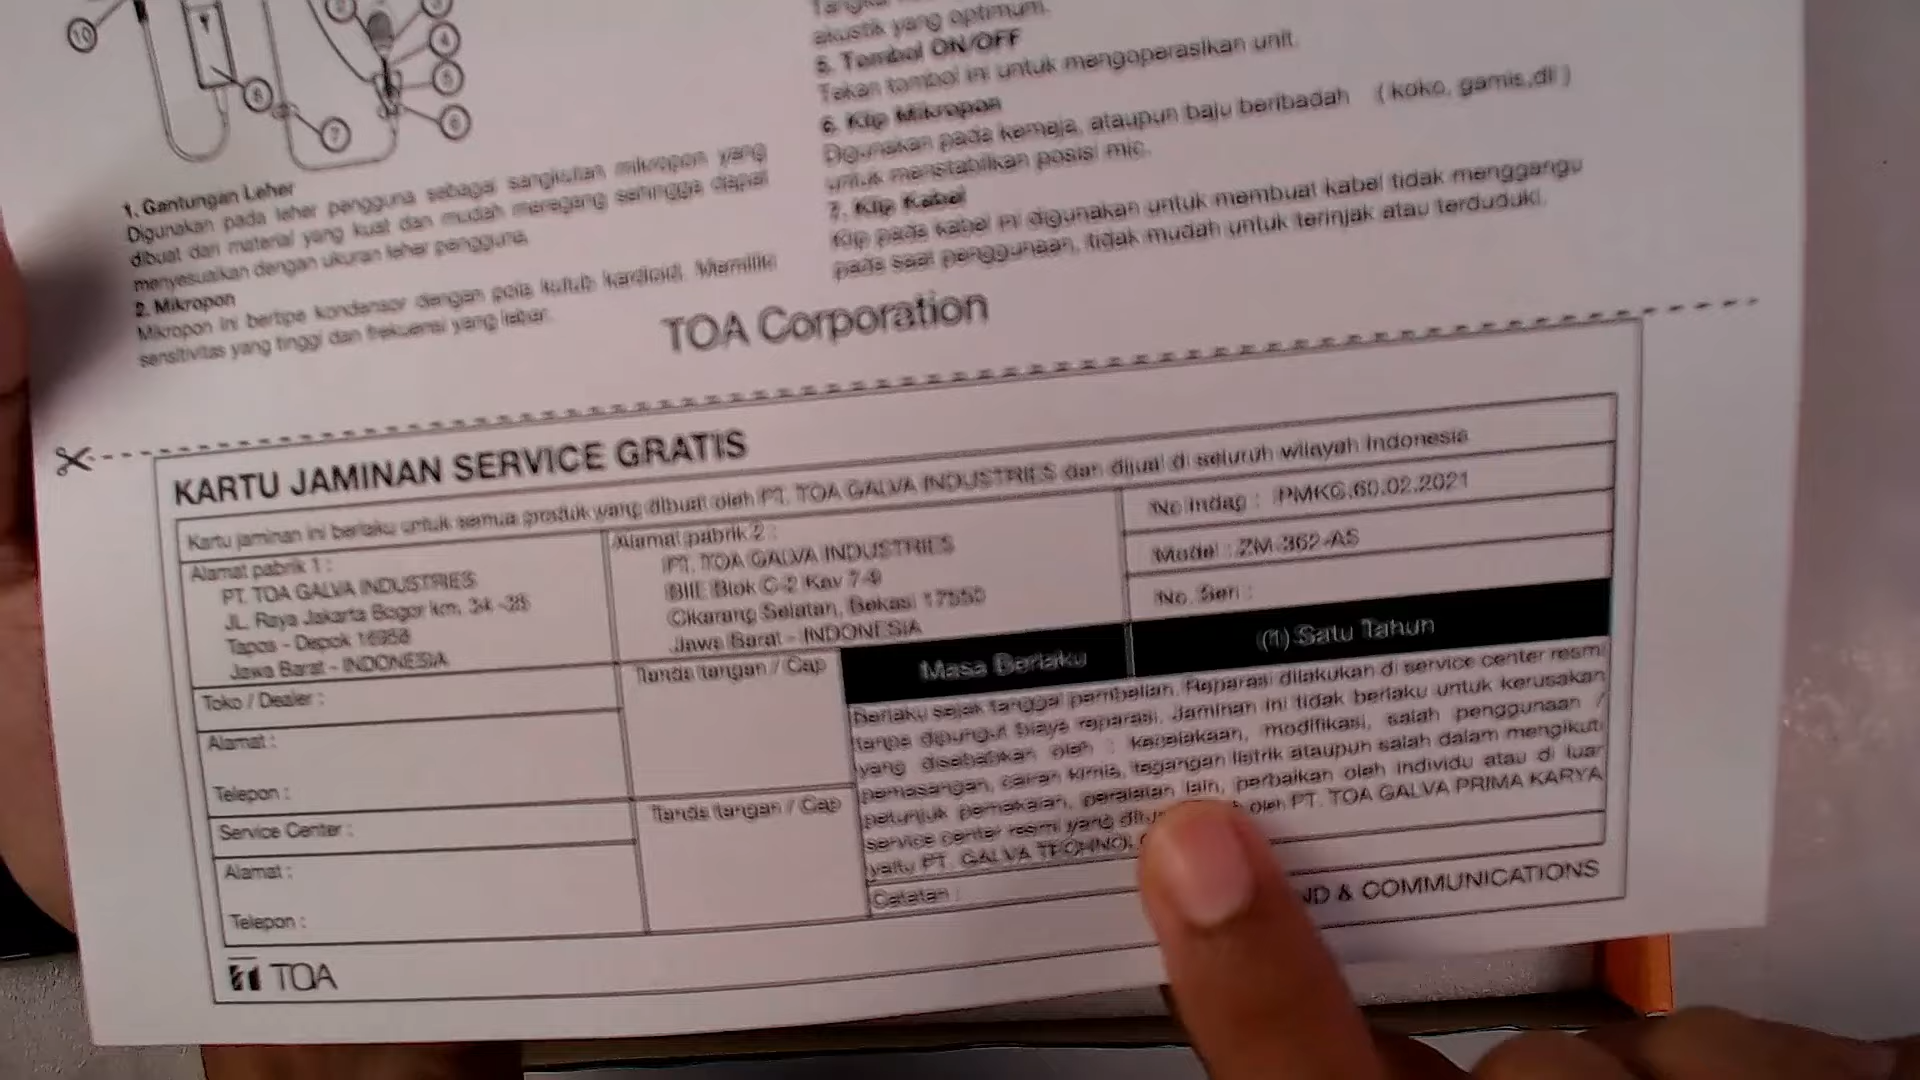 10
8
7
4
5
6
akustik yang optimum.
5. Tombol ON/OFF
Tekan tombol ini untuk mengoperasikan unit.
6. Klip Mikropon
Digunakan pada kemeja, ataupun baju beribadah ( koko, gamis,dll )
untuk menstabilkan posisi mic.
7. Klip Kabel
Klip pada kabel ini digunakan untuk membuat kabel tidak menggangu
pada saat penggunaan, tidak mudah untuk terinjak atau terduduki.
1. Gantungan Leher
Digunakan pada leher pengguna sebagai sangkutan mikropon yang
dibuat dari material yang kuat dan mudah meregang sehingga dapat
menyesuaikan dengan ukuran leher pengguna.
2. Mikropon
Mikropon ini bertipe kondensor dengan pola kutub kardioid. Memiliki
sensitivitas yang tinggi dan frekuensi yang lebar.
TOA Corporation
KARTU JAMINAN SERVICE GRATIS
Kartu jaminan ini berlaku untuk semua produk yang dibuat oleh PT. TOA GALVA INDUSTRIES dan dijual di seluruh wilayah Indonesia
Alamat pabrik 1 :
PT. TOA GALVA INDUSTRIES
JL. Raya Jakarta Bogor km.
Tapos - Depok
Jawa Barat - INDONESIA
Alamat pabrik 2 :
PT. TOA GALVA INDUSTRIES
BIIE Blok C-2 Kav 7-9
Cikarang Selatan, Bekasi 17550
Jawa Barat - INDONESIA
No Indag : PMKG.60.02.2021
Model : ZM-362-AS
No. Seri :
Toko / Dealer :
Alamat :
Telepon :
Tanda tangan / Cap
Service Center :
Alamat :
Telepon :
Tanda tangan / Cap
Masa Berlaku
(1) Satu Tahun
Berlaku sejak tanggal pembelian. Reparasi dilakukan di service center resmi
tanpa dipungut biaya reparasi. Jaminan ini tidak berlaku untuk kerusakan
yang disebabkan oleh : kecelakaan, modifikasi, salah penggunaan /
pemasangan, cairan kimia, tegangan listrik ataupun salah dalam mengikuti
petunjuk pemakaian, peralatan lain, perbaikan oleh individu atau di luar
service center resmi yang oleh PT. TOA GALVA PRIMA KARYA
yaitu PT. GALVA
Catatan :
& COMMUNICATIONS
TOA